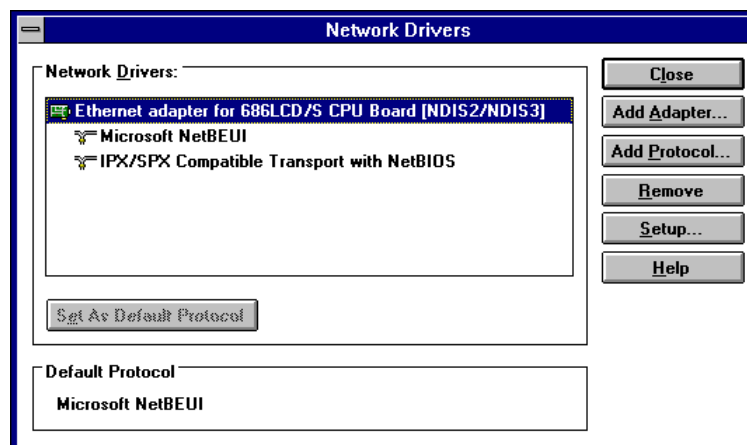 Network Drivers
Network Drivers:
Ethernet adapter for 686LCD/S CPU Board [NDIS2/NDIS3]
Microsoft NetBEUI
IPX/SPX Compatible Transport with NetBIOS
Set As Default Protocol
Default Protocol
Microsoft NetBEUI
Close
Add Adapter...
Add Protocol...
Remove
Setup...
Help